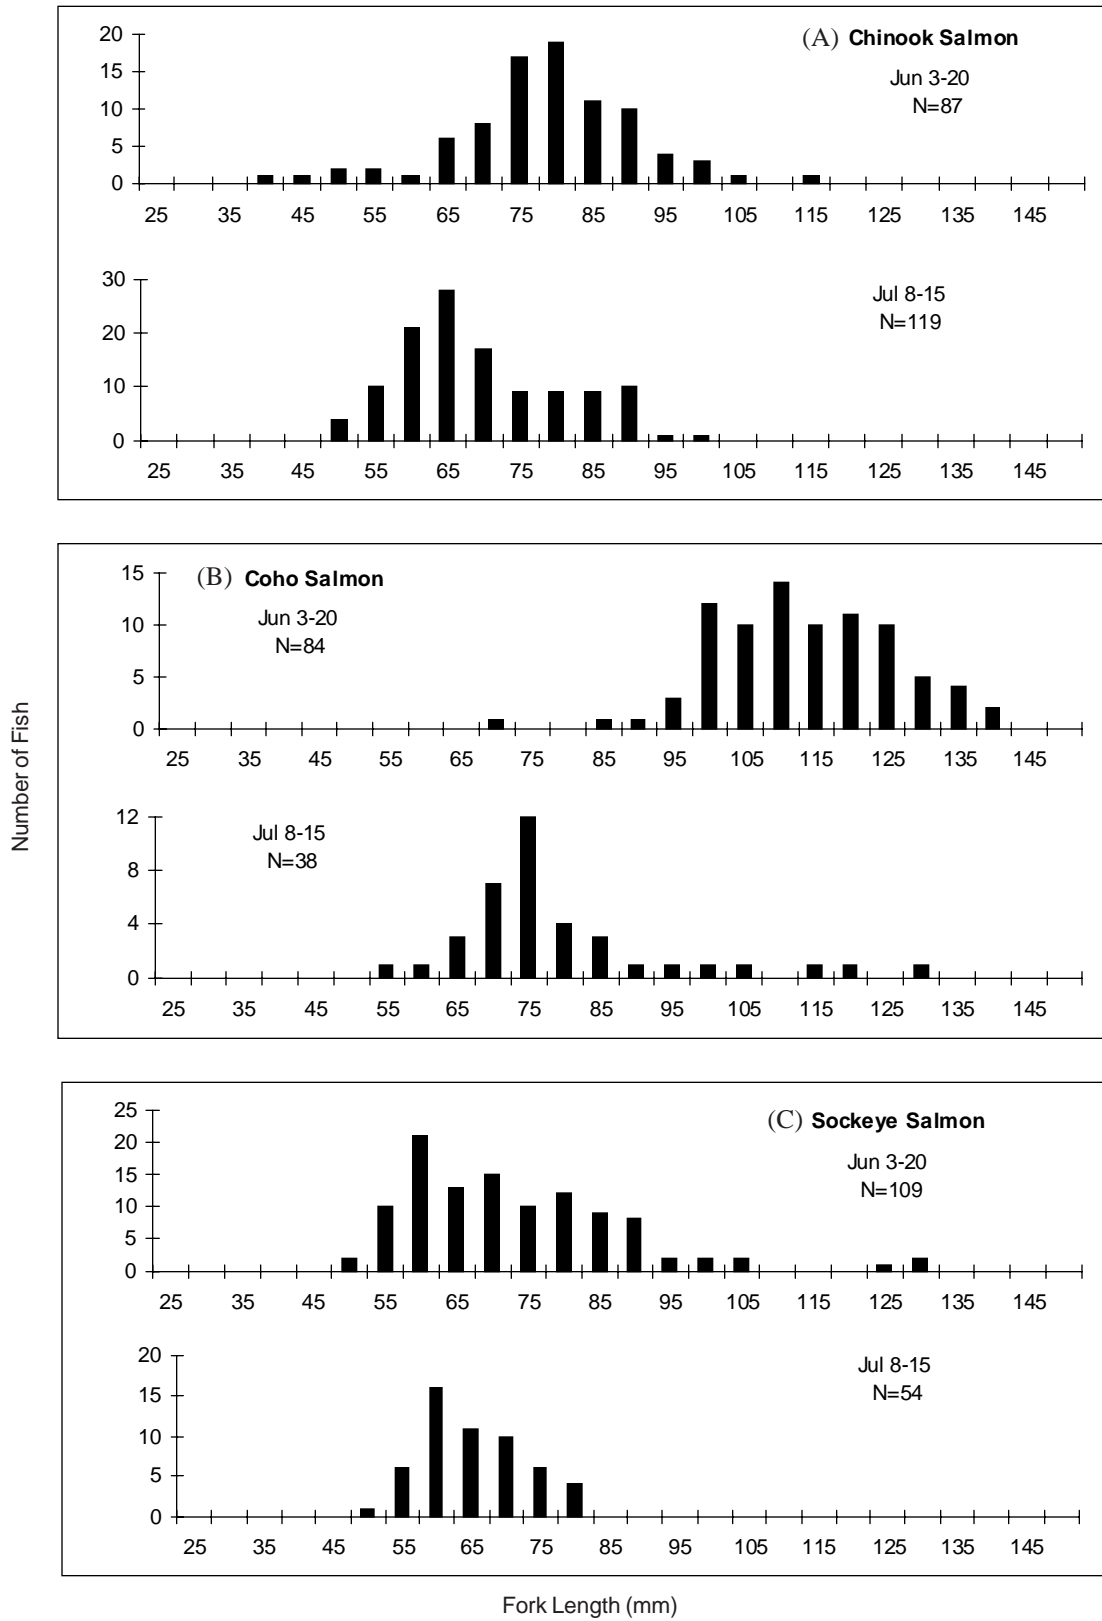 (A) Chinook Salmon
Jun 3-20
N=87
20
15
10
5
0
25 35 45 55 65 75 85 95 105 115 125 135 145
Jul 8-15
N=119
30
20
10
0
25 35 45 55 65 75 85 95 105 115 125 135 145
(B) Coho Salmon
Jun 3-20
N=84
15
10
5
0
25 35 45 55 65 75 85 95 105 115 125 135 145
Number of Fish
Jul 8-15
N=38
12
8
4
0
25 35 45 55 65 75 85 95 105 115 125 135 145
(C) Sockeye Salmon
Jun 3-20
N=109
25
20
15
10
5
0
25 35 45 55 65 75 85 95 105 115 125 135 145
Jul 8-15
N=54
20
15
10
5
0
25 35 45 55 65 75 85 95 105 115 125 135 145
Fork Length (mm)